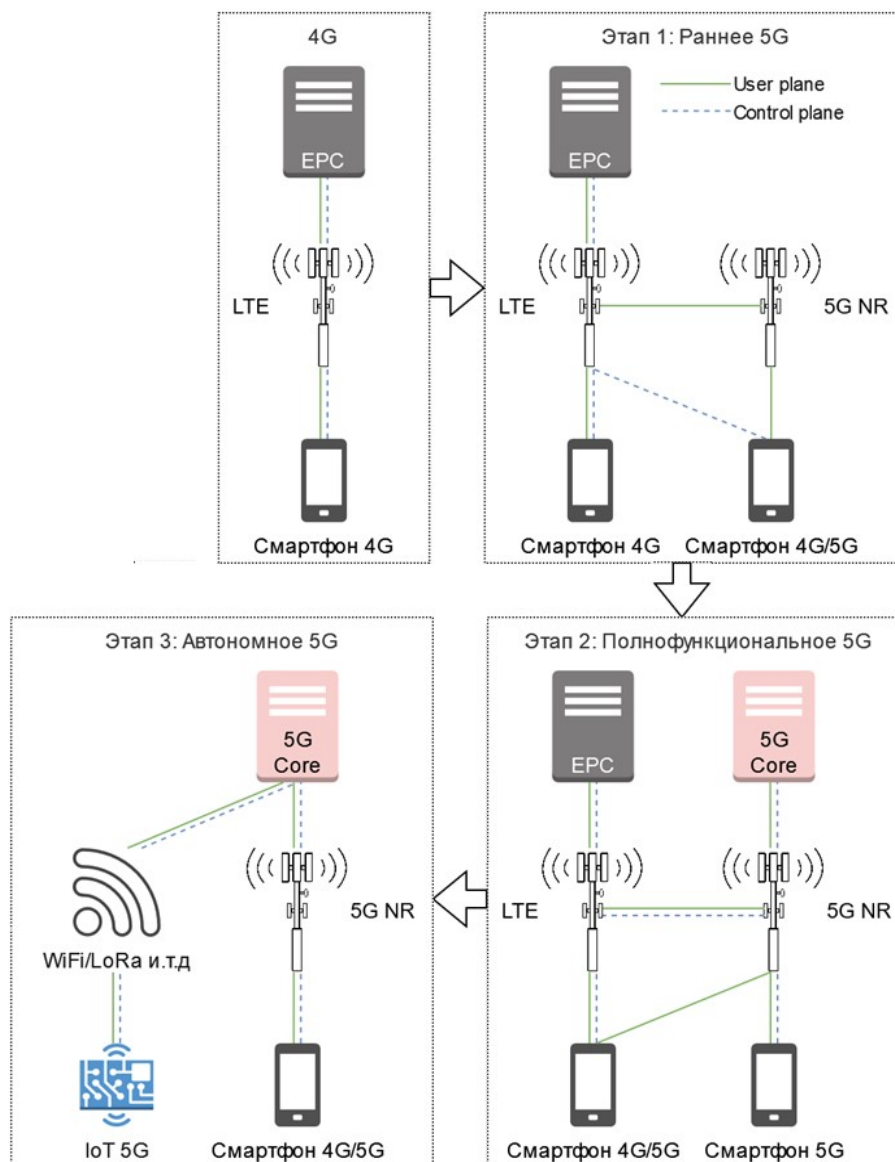 4G
EPC
LTE
Смартфон 4G
Этап 1: Раннее 5G
User plane
Control plane
EPC
LTE
5G NR
Смартфон 4G
Смартфон 4G/5G
Этап 2: Полнофункциональное 5G
EPC
5G
Core
LTE
5G NR
Смартфон 4G/5G
Смартфон 5G
Этап 3: Автономное 5G
5G
Core
5G NR
WiFi/LoRa и.т.д
IoT 5G
Смартфон 4G/5G